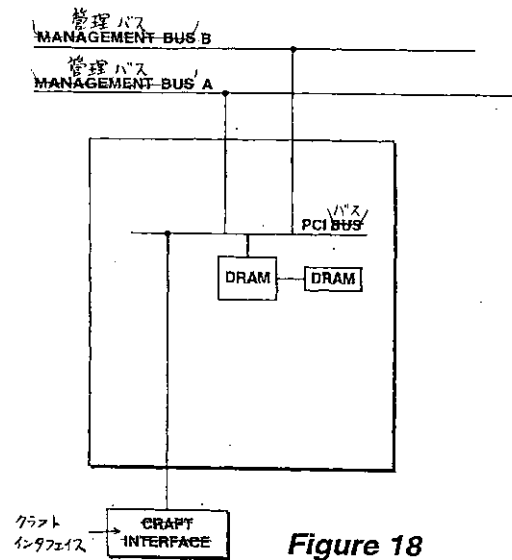 管理バス
MANAGEMENT BUS B
管理バス
MANAGEMENT BUS A
バス
PCI BUS
DRAM
DRAM
クラフト
インタフェイス
CRAFT
INTERFACE
Figure 18